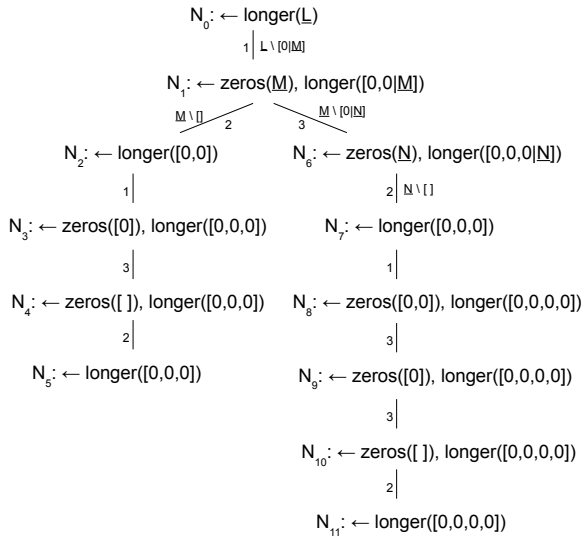 N0: ← longer(L)
1 L \ [0|M]
N1: ← zeros(M), longer([0,0|M])
M \ [] 2 3 M \ [0|N]
N2: ← longer([0,0]) N6: ← zeros(N), longer([0,0,0|N])
1 2 N \ [ ]
N3: ← zeros([0]), longer([0,0,0]) N7: ← longer([0,0,0])
3 1
N4: ← zeros([ ]), longer([0,0,0]) N8: ← zeros([0,0]), longer([0,0,0,0])
2 3
N5: ← longer([0,0,0]) N9: ← zeros([0]), longer([0,0,0,0])
3
N10: ← zeros([ ]), longer([0,0,0,0])
2
N11: ← longer([0,0,0,0])